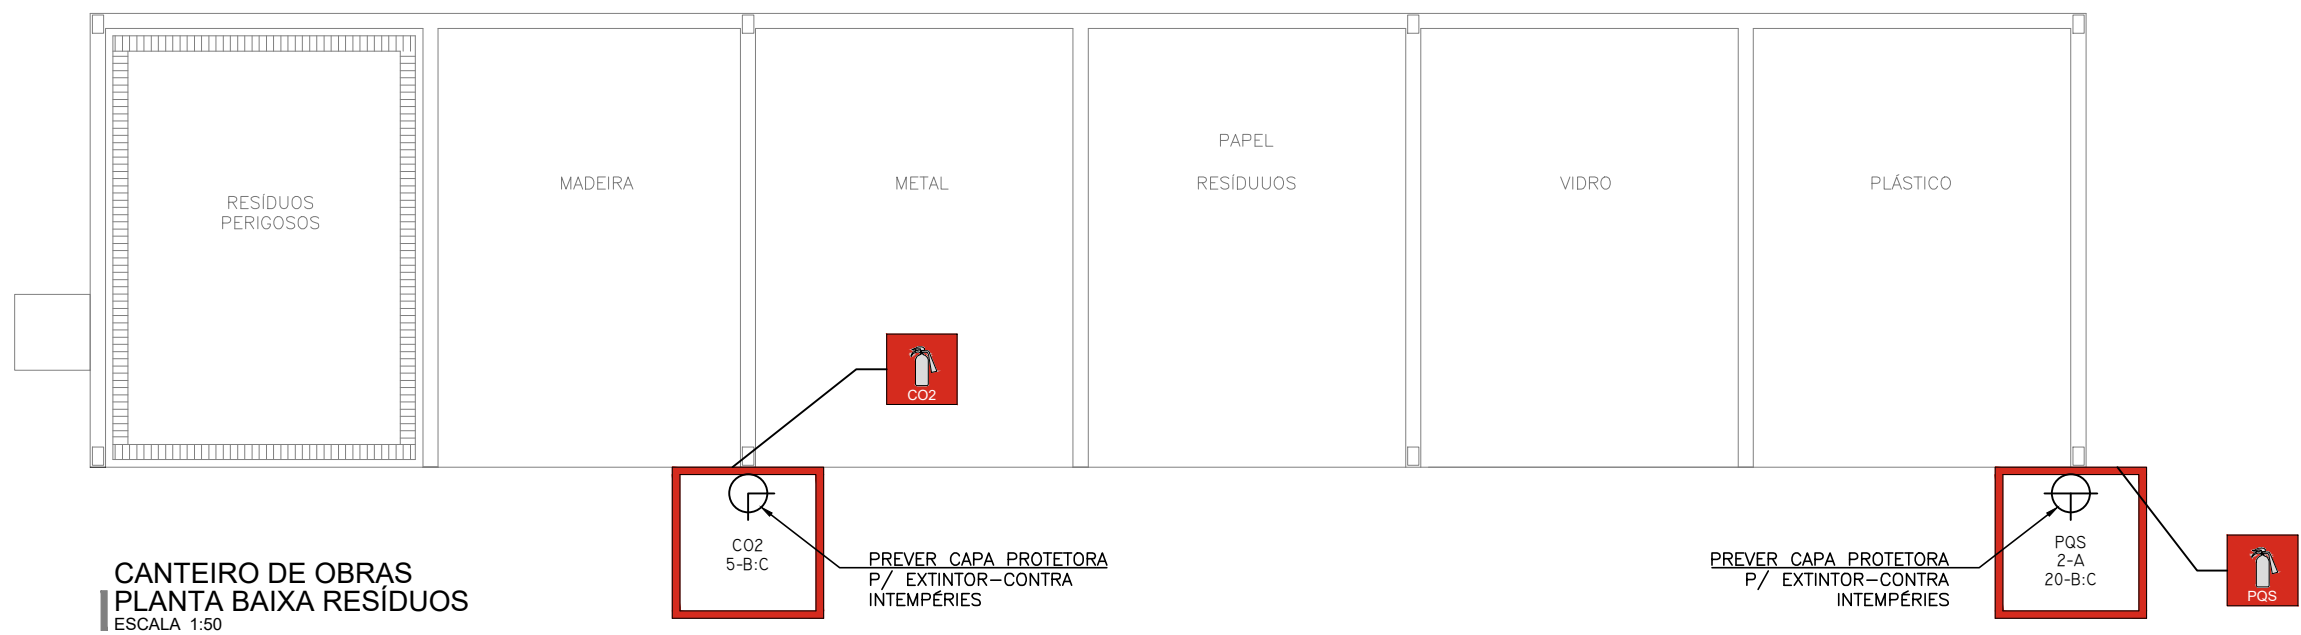 RESÍDUOS
PERIGOSOS
MADEIRA
METAL
PAPEL
RESÍDUUOS
VIDRO
PLÁSTICO
CO2
CO2
5-B:C
PREVER CAPA PROTETORA
P/ EXTINTOR-CONTRA
INTEMPÉRIES
PREVER CAPA PROTETORA
P/ EXTINTOR-CONTRA
INTEMPÉRIES
PQS
2-A
20-B:C
PQS
CANTEIRO DE OBRAS
PLANTA BAIXA RESÍDUOS
ESCALA 1:50